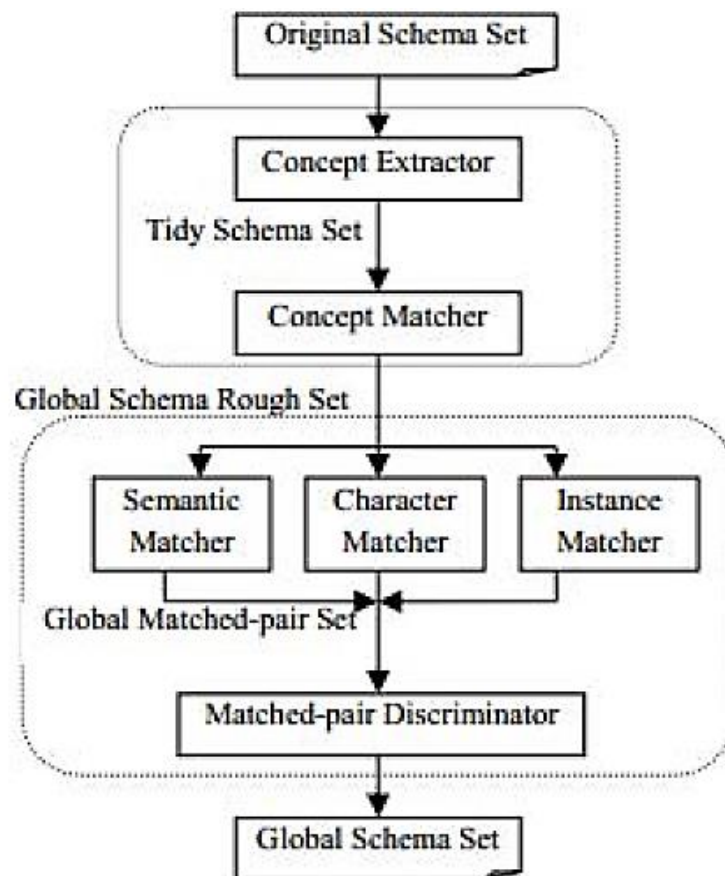 Original Schema Set
Concept Extractor
Tidy Schema Set
Concept Matcher
Global Schema Rough Set
Semantic
Matcher
Character
Matcher
Instance
Matcher
Global Matched-pair Set
Matched-pair Discriminator
Global Schema Set